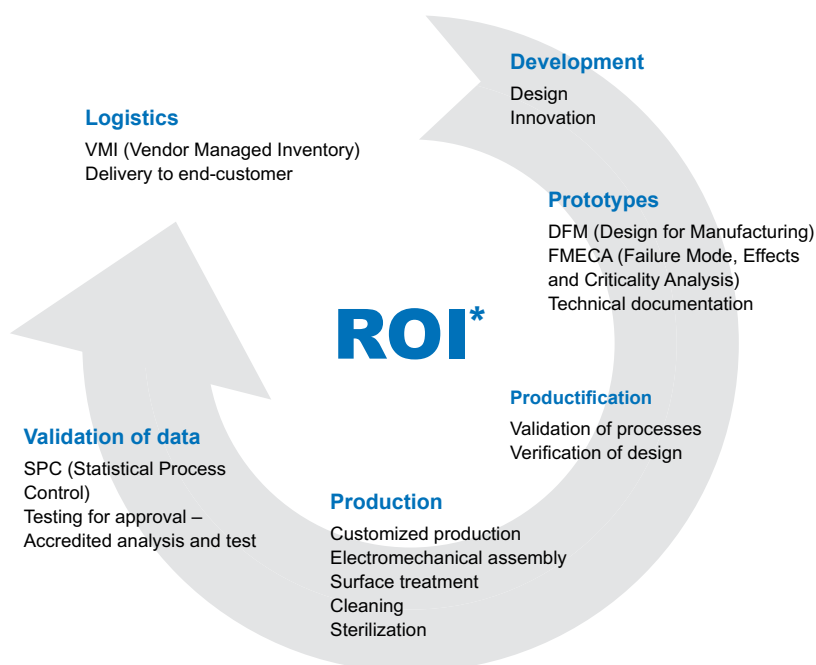 Development
Design
Innovation
Prototypes
DFM (Design for Manufacturing)
FMECA (Failure Mode, Effects
and Criticality Analysis)
Technical documentation
Productification
Validation of processes
Verification of design
Production
Customized production
Electromechanical assembly
Surface treatment
Cleaning
Sterilization
Validation of data
SPC (Statistical Process
Control)
Testing for approval –
Accredited analysis and test
Logistics
VMI (Vendor Managed Inventory)
Delivery to end-customer
ROI*